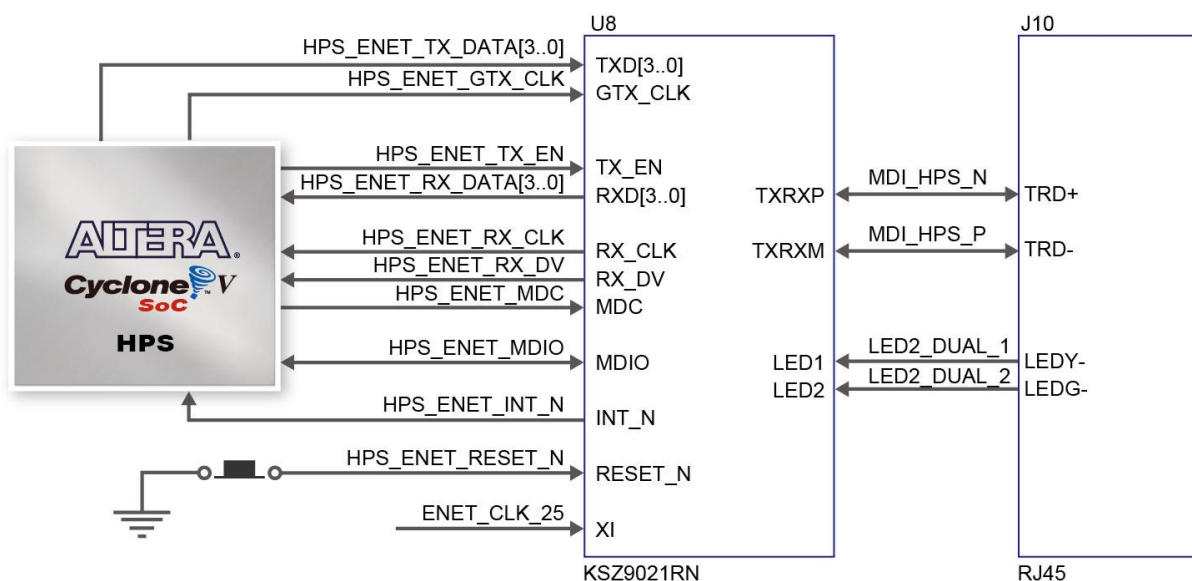 U8
J10
HPS_ENET_TX_DATA[3..0]
TXD[3..0]
HPS_ENET_GTX_CLK
GTX_CLK
HPS_ENET_TX_EN
TX_EN
HPS_ENET_RX_DATA[3..0]
RXD[3..0]
TXRXP
MDI_HPS_N
TRD+
ALTERA®
Cyclone™ V
SoC
HPS
HPS_ENET_RX_CLK
RX_CLK
TXRXM
MDI_HPS_P
TRD-
HPS_ENET_RX_DV
RX_DV
HPS_ENET_MDC
MDC
HPS_ENET_MDIO
MDIO
LED1
LED2_DUAL_1
LEDY-
LED2
LED2_DUAL_2
LEDG-
HPS_ENET_INT_N
INT_N
HPS_ENET_RESET_N
RESET_N
ENET_CLK_25
XI
KSZ9021RN
RJ45